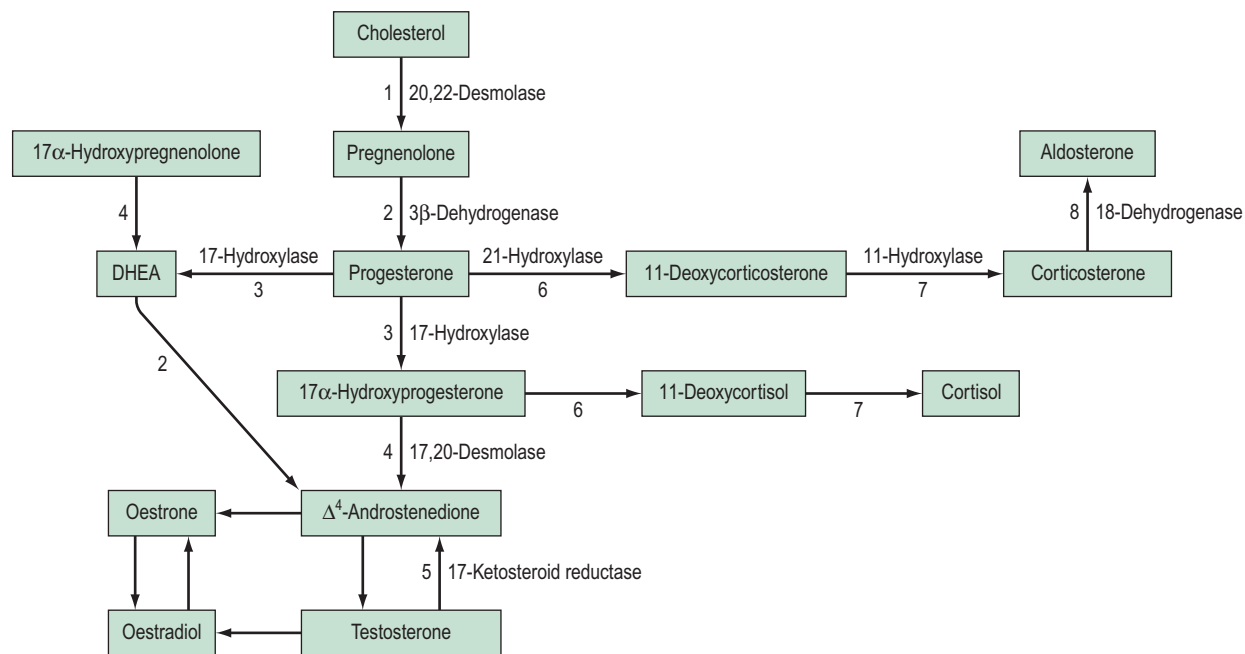 Cholesterol
1 20,22-Desmolase
17α-Hydroxypregnenolone
Pregnenolone
Aldosterone
4
2 3β-Dehydrogenase
8 18-Dehydrogenase
DHEA
17-Hydroxylase
3
Progesterone
21-Hydroxylase
6
11-Deoxycorticosterone
11-Hydroxylase
7
Corticosterone
2
3 17-Hydroxylase
17α-Hydroxyprogesterone
6
11-Deoxycortisol
7
Cortisol
4 17,20-Desmolase
Oestrone
Δ⁴-Androstenedione
5 17-Ketosteroid reductase
Oestradiol
Testosterone